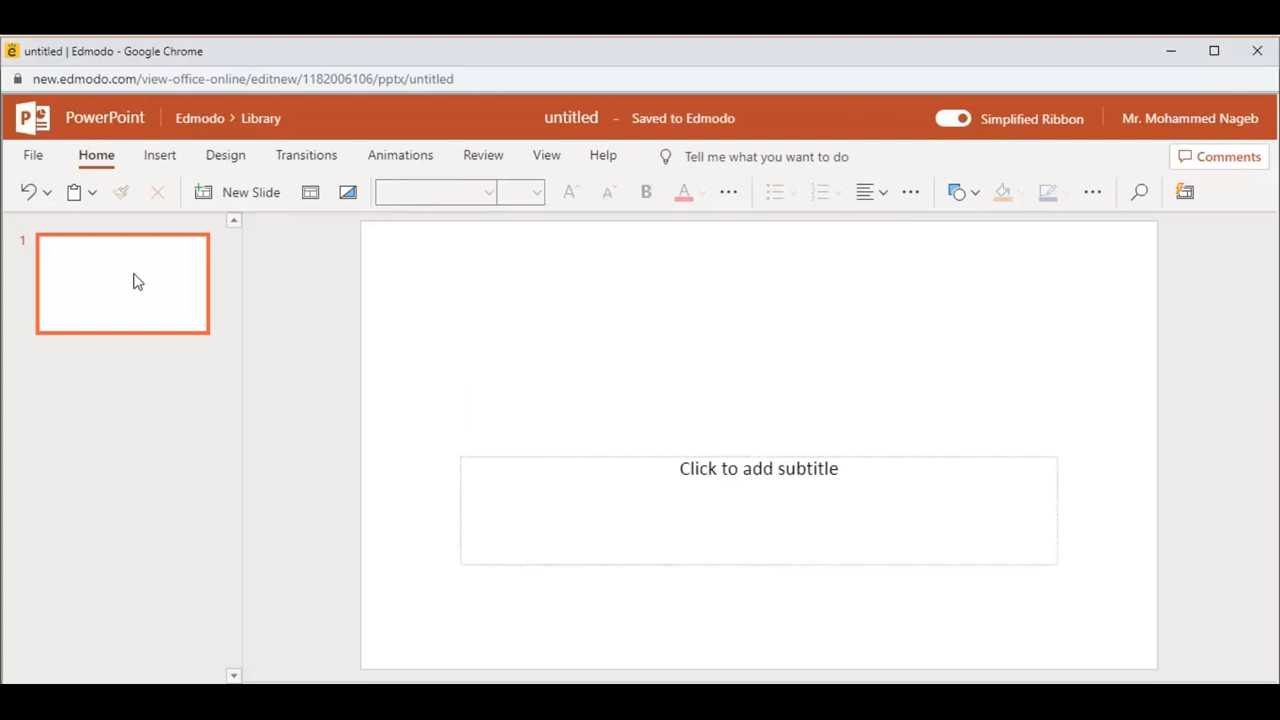 untitled | Edmodo - Google Chrome
new.edmodo.com/view-office-online/editnew/1182006106/pptx/untitled
PowerPoint Edmodo > Library untitled - Saved to Edmodo Simplified Ribbon Mr. Mohammed Nageb
File Home Insert Design Transitions Animations Review View Help Tell me what you want to do Comments
New Slide
1
Click to add subtitle